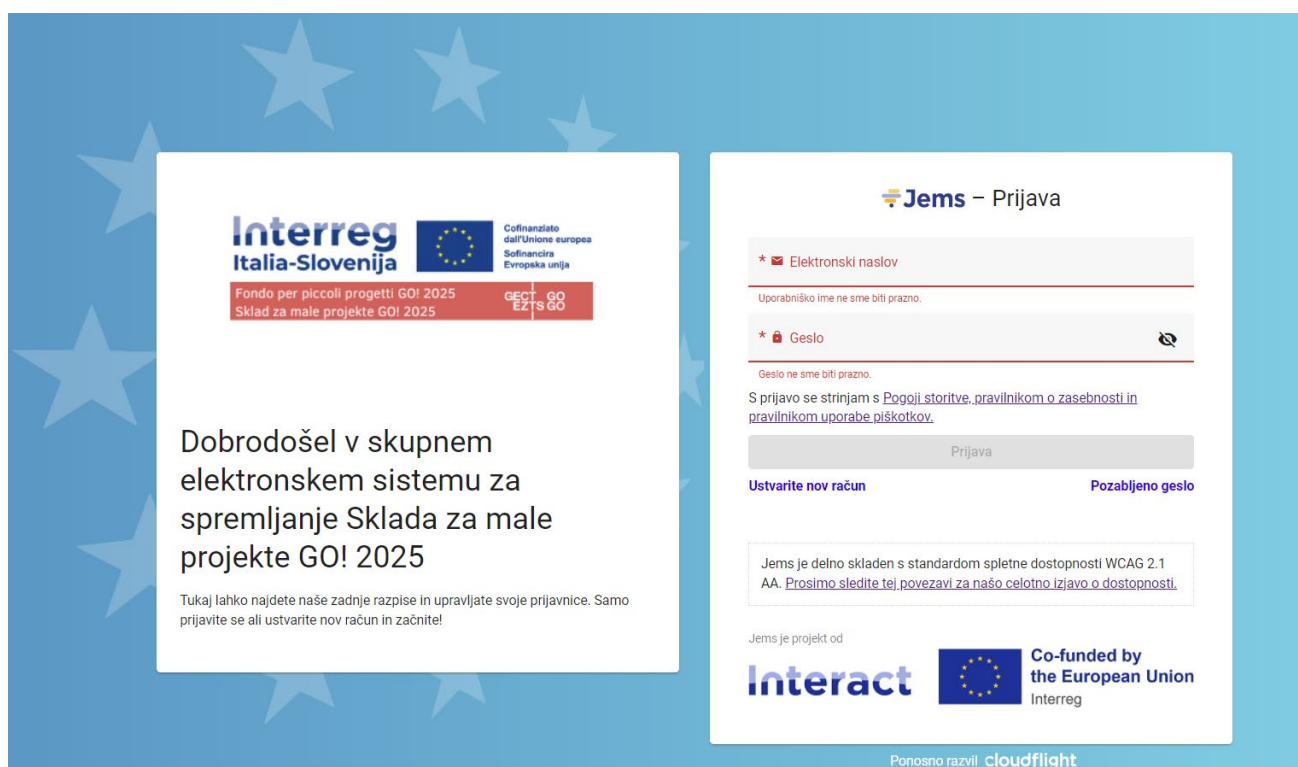 Interreg
Italia-Slovenija
Cofinanziato
dall'Unione europea
Sofinancira
Evropska unija
Fondo per piccoli progetti GO! 2025
Sklad za male projekte GO! 2025
GECT GO
EZTS GO
Dobrodošel v skupnem
elektronskem sistemu za
spremljanje Sklada za male
projekte GO! 2025
Tukaj lahko najdete naše zadnje razpise in upravljate svoje prijavnice. Samo
prijavite se ali ustvarite nov račun in začnite!
Jems – Prijava
* Elektronski naslov
Uporabniško ime ne sme biti prazno.
* Geslo
Geslo ne sme biti prazno.
S prijavo se strinjam s Pogoji storitve, pravilnikom o zasebnosti in
pravilnikom uporabe piškotkov.
Prijava
Ustvarite nov račun Pozabljeno geslo
Jems je delno skladen s standardom spletne dostopnosti WCAG 2.1
AA. Prosimo sledite tej povezavi za našo celotno izjavo o dostopnosti.
Jems je projekt od
Interact
Co-funded by
the European Union
Interreg
Ponosno razvil cloudflight